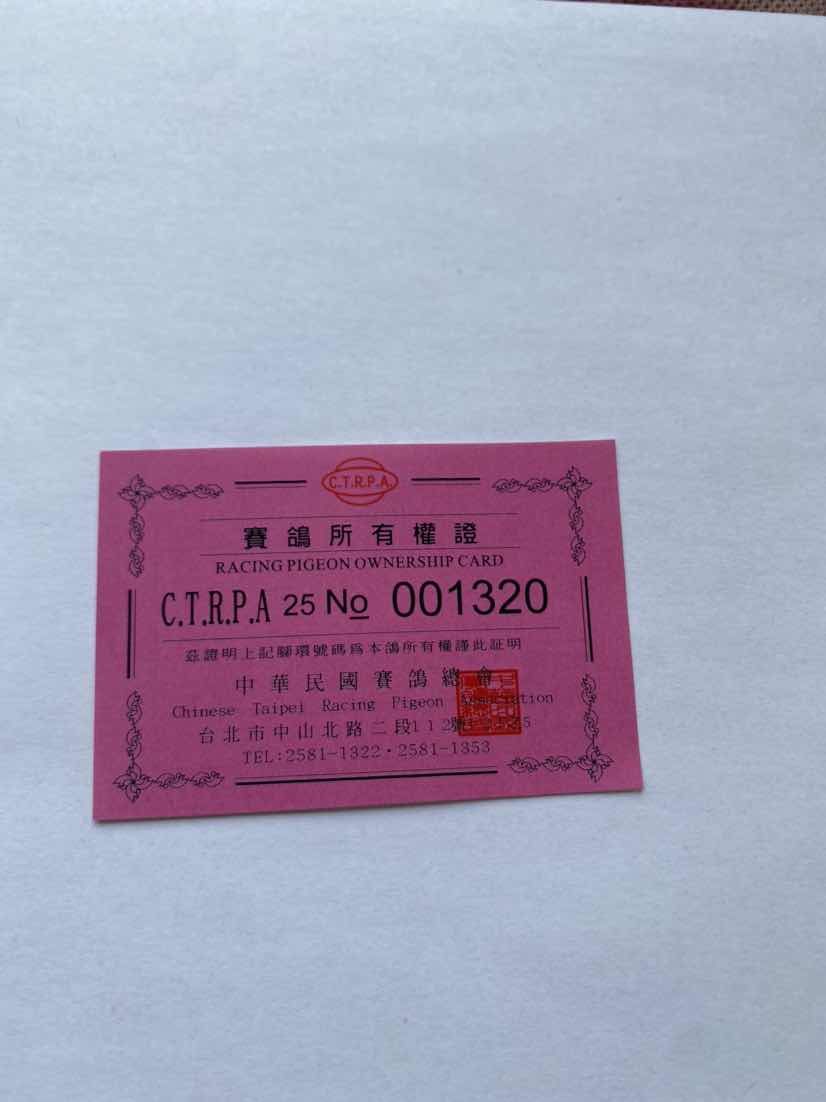 C.T.R.P.A.
賽鴿所有權證
RACING PIGEON OWNERSHIP CARD
C.T.R.P.A 25 No 001320
茲證明上記腳環號碼為本鴿所有權謹此証明
中華民國賽鴿總會
Chinese Taipei Racing Pigeon Association
台北市中山北路二段112號
TEL:2581-1322·2581-1353